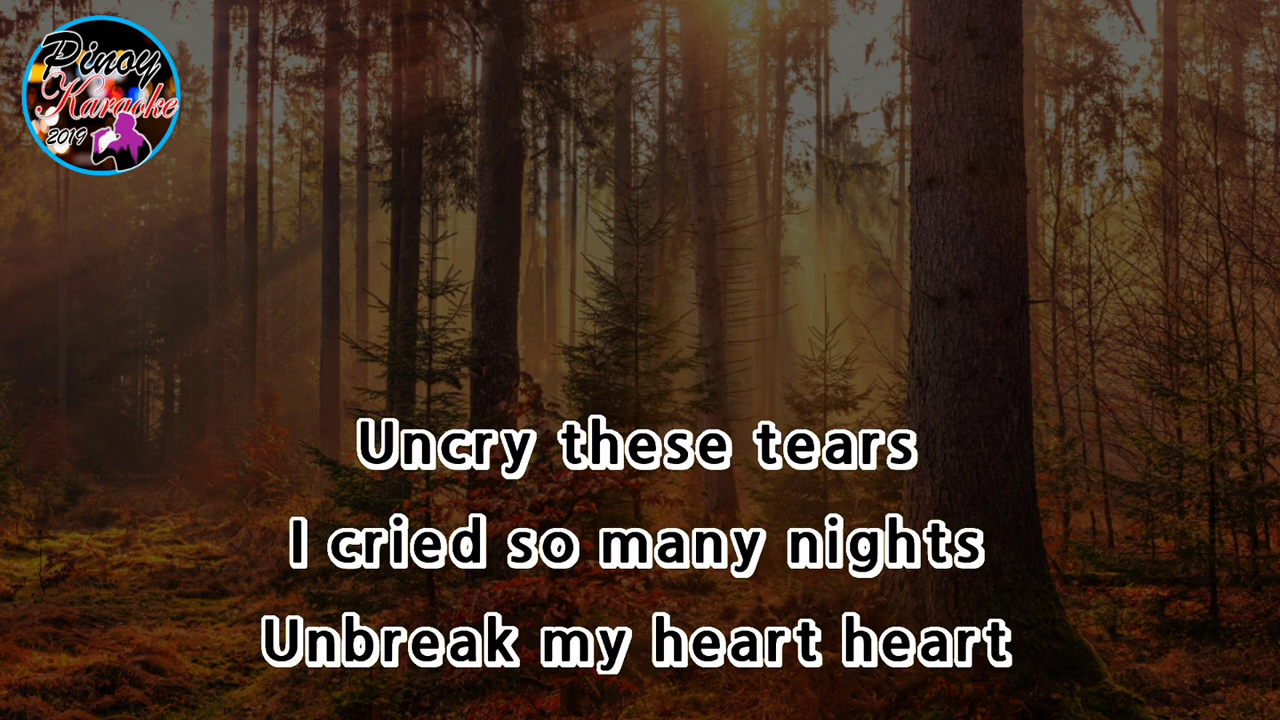 Pinoy
Karaoke
2019
Uncry these tears
I cried so many nights
Unbreak my heart heart